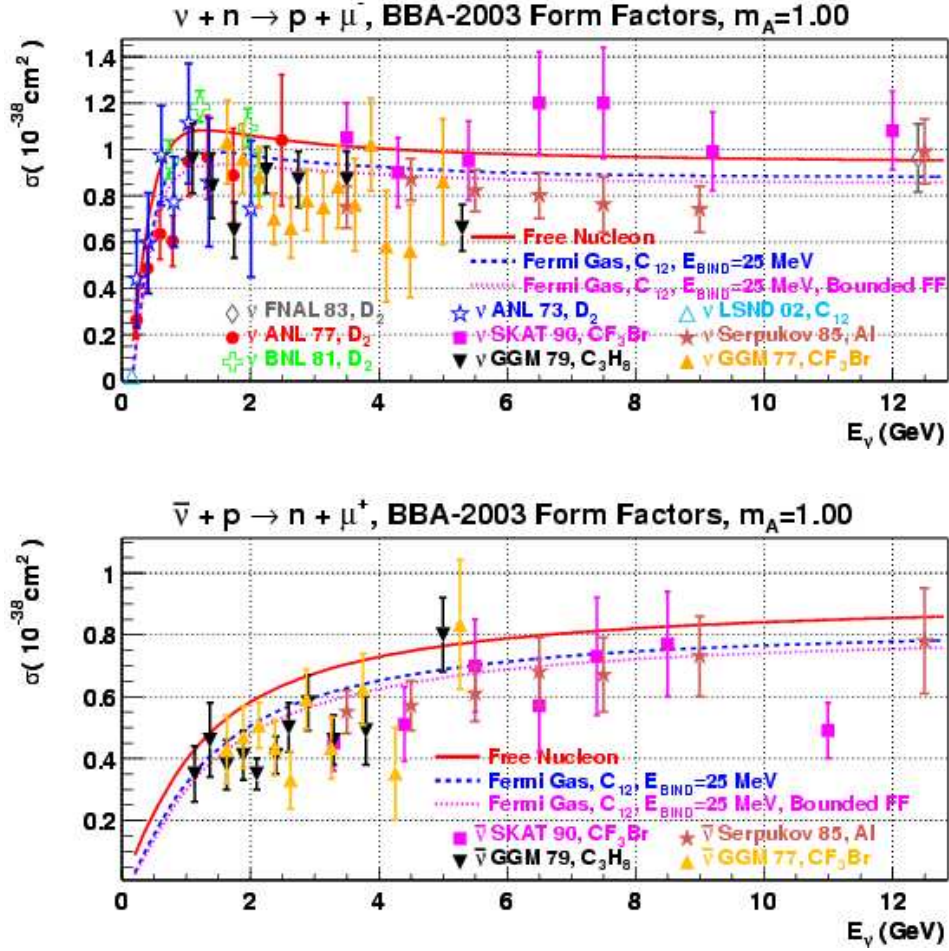 ν + n → p + μ⁻, BBA-2003 Form Factors, m_A=1.00
σ( 10⁻³⁸cm²)
1.4
1.2
1
0.8
0.6
0.4
0.2
0
Free Nucleon
Fermi Gas, C₁₂, E_BIND=25 MeV
Fermi Gas, C₁₂, E_BIND=25 MeV, Bounded FF
ν FNAL 83, D₂ ν ANL 73, D₂ ν LSND 02, C₁₂
ν ANL 77, D₂ ν SKAT 90, CF₃Br ν Serpukov 85, Al
ν BNL 81, D₂ ν GGM 79, C₃H₈ ν GGM 77, CF₃Br
0 2 4 6 8 10 12
E_ν (GeV)
ν̅ + p → n + μ⁺, BBA-2003 Form Factors, m_A=1.00
σ( 10⁻³⁸cm²)
1
0.8
0.6
0.4
0.2
Free Nucleon
Fermi Gas, C₁₂, E_BIND=25 MeV
Fermi Gas, C₁₂, E_BIND=25 MeV, Bounded FF
ν̅ SKAT 90, CF₃Br ν̅ Serpukov 85, Al
ν̅ GGM 79, C₃H₈ ν̅ GGM 77, CF₃Br
0 2 4 6 8 10 12
E_ν (GeV)